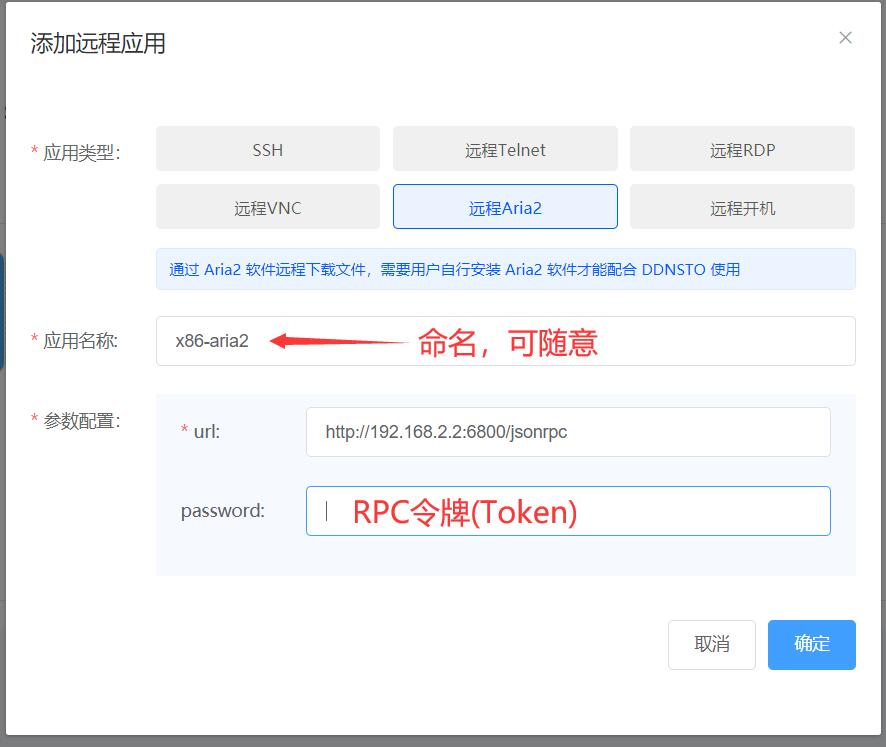 添加远程应用
* 应用类型:
SSH
远程Telnet
远程RDP
远程VNC
远程Aria2
远程开机
通过 Aria2 软件远程下载文件，需要用户自行安装 Aria2 软件才能配合 DDNSTO 使用
* 应用名称:
x86-aria2
命名，可随意
* 参数配置:
* url:
http://192.168.2.2:6800/jsonrpc
password:
RPC令牌(Token)
取消
确定